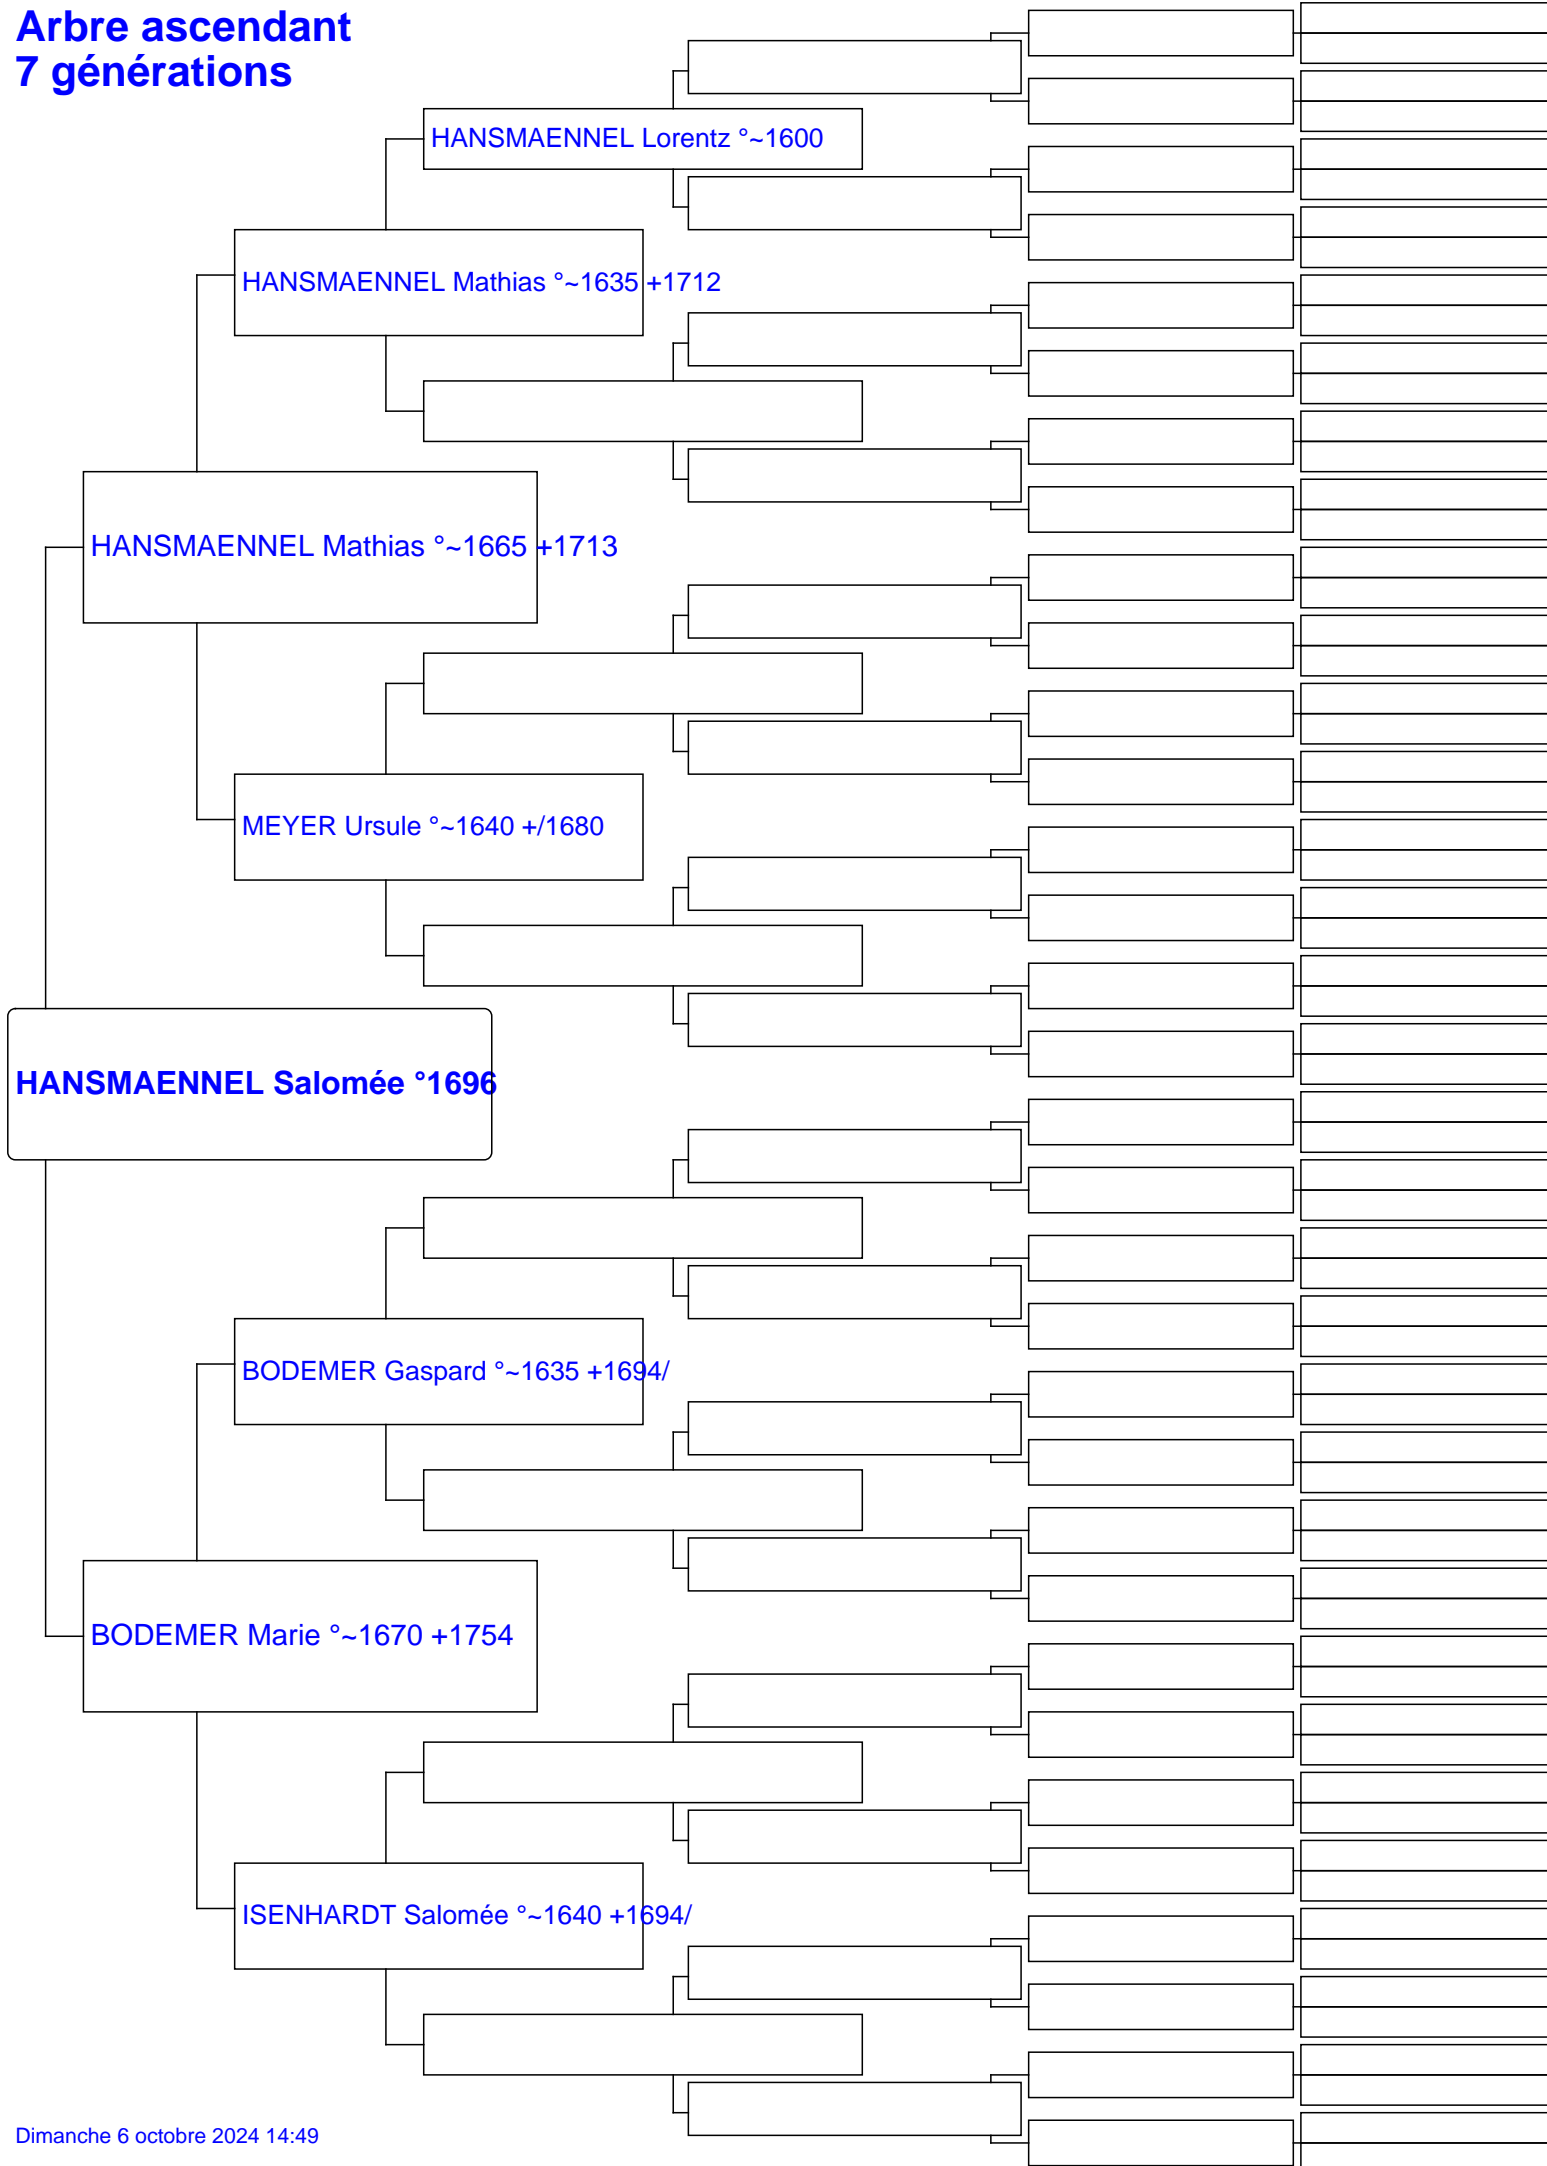 Arbre ascendant
7 générations
HANSMAENNEL Lorentz °~1600
HANSMAENNEL Mathias °~1635 +1712
HANSMAENNEL Mathias °~1665 +1713
MEYER Ursule °~1640 +/1680
HANSMAENNEL Salomée °1696
BODEMER Gaspard °~1635 +1694/
BODEMER Marie °~1670 +1754
ISENHARDT Salomée °~1640 +1694/
Dimanche 6 octobre 2024 14:49